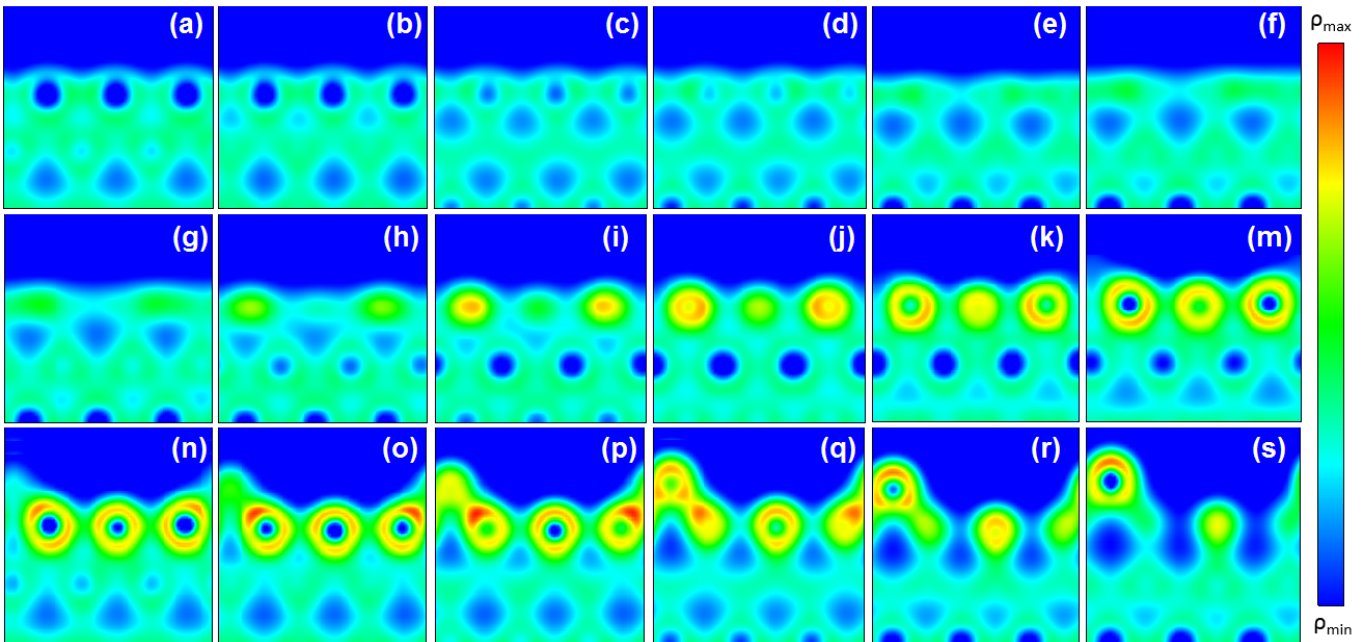 (a) (b) (c) (d) (e) (f) ρmax
(g) (h) (i) (j) (k) (m)
(n) (o) (p) (q) (r) (s)
ρmin